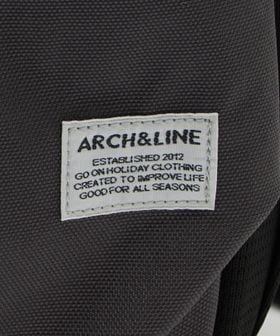 ARCH&LINE
ESTABLISHED 2012
GO ON HOLIDAY CLOTHING
CREATED TO IMPROVE LIFE
GOOD FOR ALL SEASONS